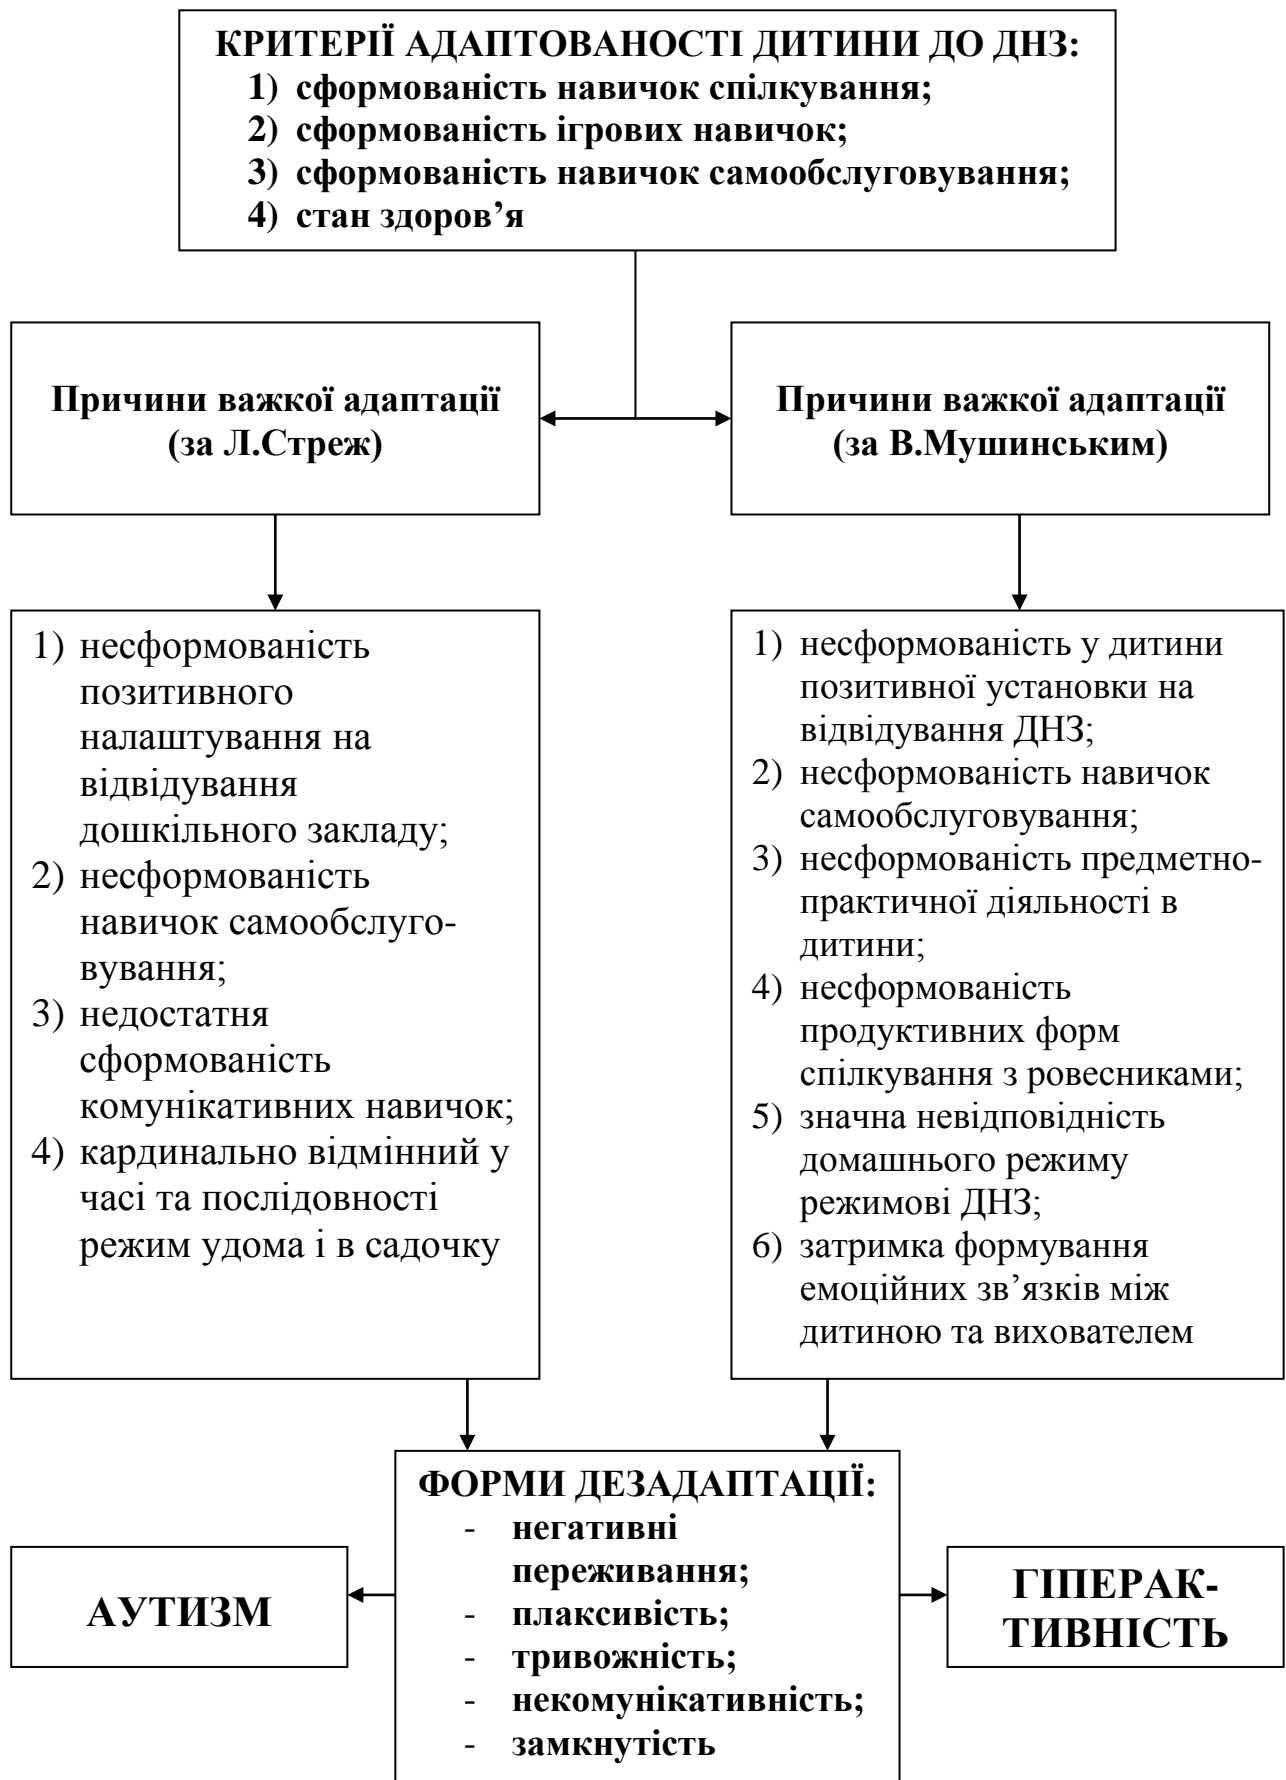 КРИТЕРІЇ АДАПТОВАНОСТІ ДИТИНИ ДО ДНЗ:
1) сформованість навичок спілкування;
2) сформованість ігрових навичок;
3) сформованість навичок самообслуговування;
4) стан здоров’я
Причини важкої адаптації
(за Л.Стреж)
Причини важкої адаптації
(за В.Мушинським)
1) несформованість
позитивного
налаштування на
відвідування
дошкільного закладу;
2) несформованість
навичок самообслуго-
вування;
3) недостатня
сформованість
комунікативних навичок;
4) кардинально відмінний у
часі та послідовності
режим удома і в садочку
1) несформованість у дитини
позитивної установки на
відвідування ДНЗ;
2) несформованість навичок
самообслуговування;
3) несформованість предметно-
практичної діяльності в
дитини;
4) несформованість
продуктивних форм
спілкування з ровесниками;
5) значна невідповідність
домашнього режиму
режимові ДНЗ;
6) затримка формування
емоційних зв’язків між
дитиною та вихователем
ФОРМИ ДЕЗАДАПТАЦІЇ:
- негативні
переживання;
- плаксивість;
- тривожність;
- некомунікативність;
- замкнутість
АУТИЗМ
ГІПЕРАК-
ТИВНІСТЬ